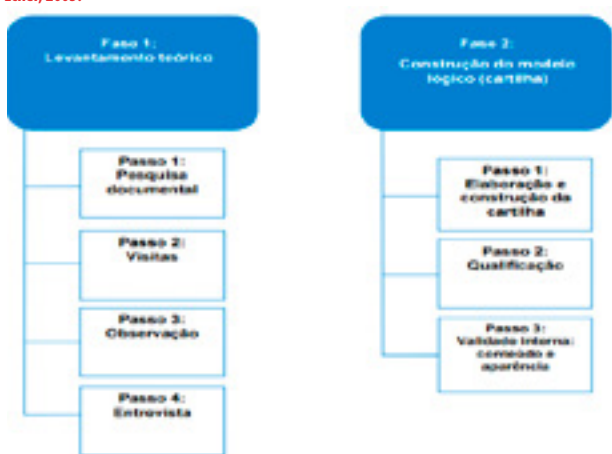 Fase 1:
Levantamento teórico
Passo 1:
Pesquisa
documental
Passo 2:
Visitas
Passo 3:
Observação
Passo 4:
Entrevista
Fase 2:
Construção do modelo
lógico (cartilha)
Passo 1:
Elaboração e
construção da
cartilha
Passo 2:
Qualificação
Passo 3:
Validade interna:
conteúdo e
aparência